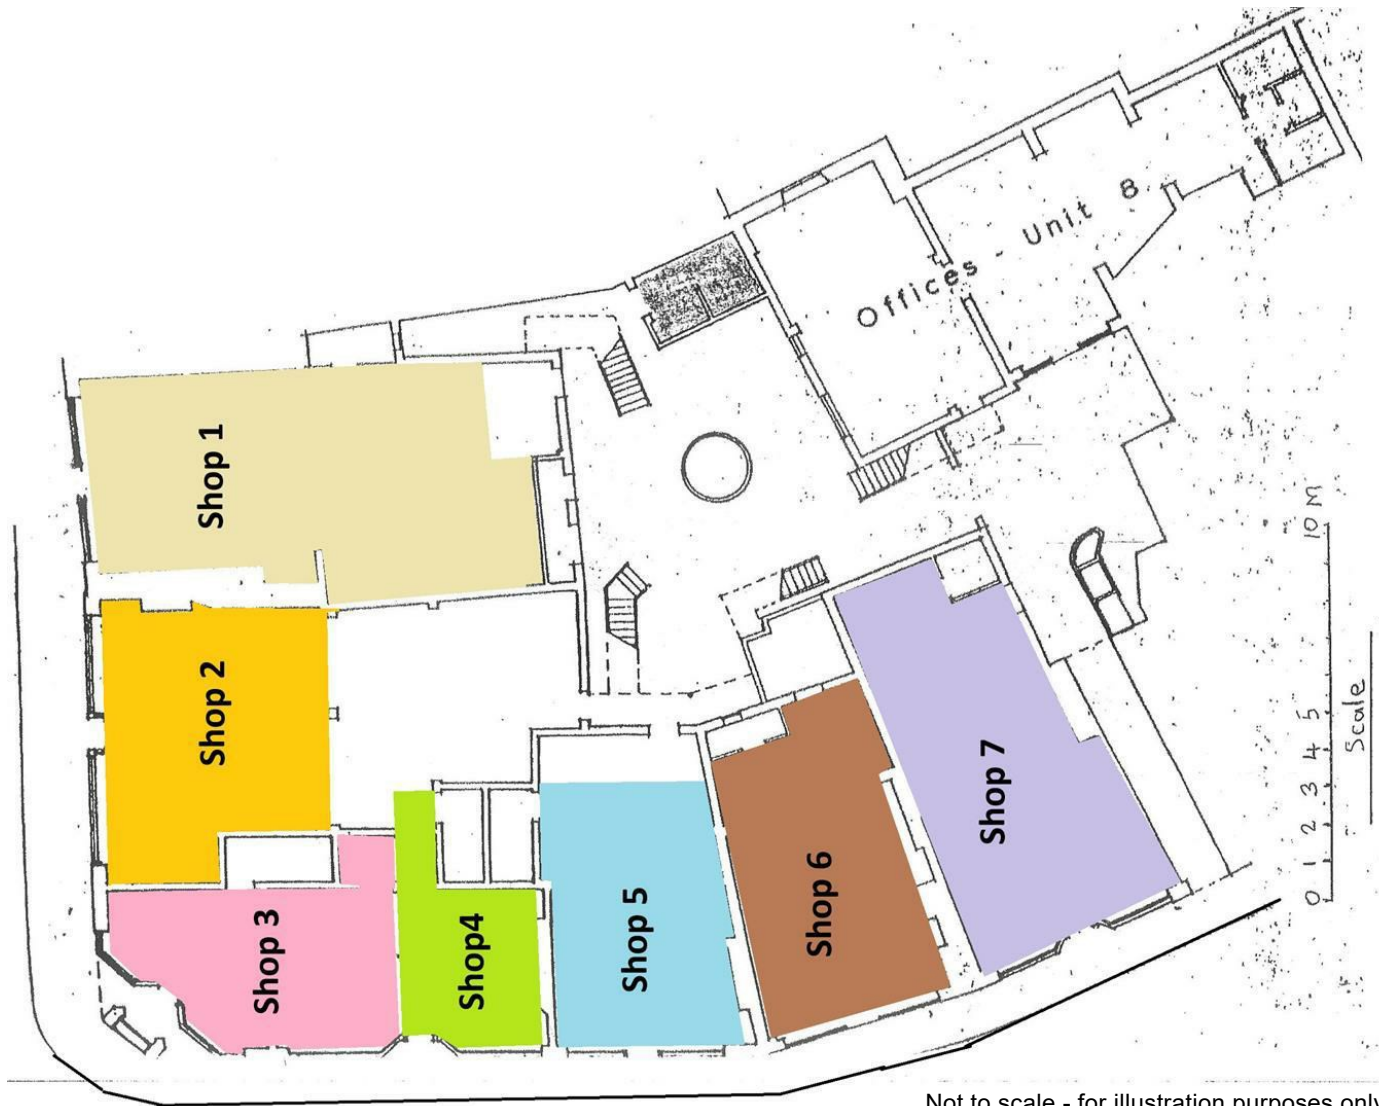 Offices - Unit 8
Shop 1
Shop 2
Shop 3
Shop4
Shop 5
Shop 6
Shop 7
0 1 2 3 4 5 10 M
Scale
Not to scale - for illustration purposes only